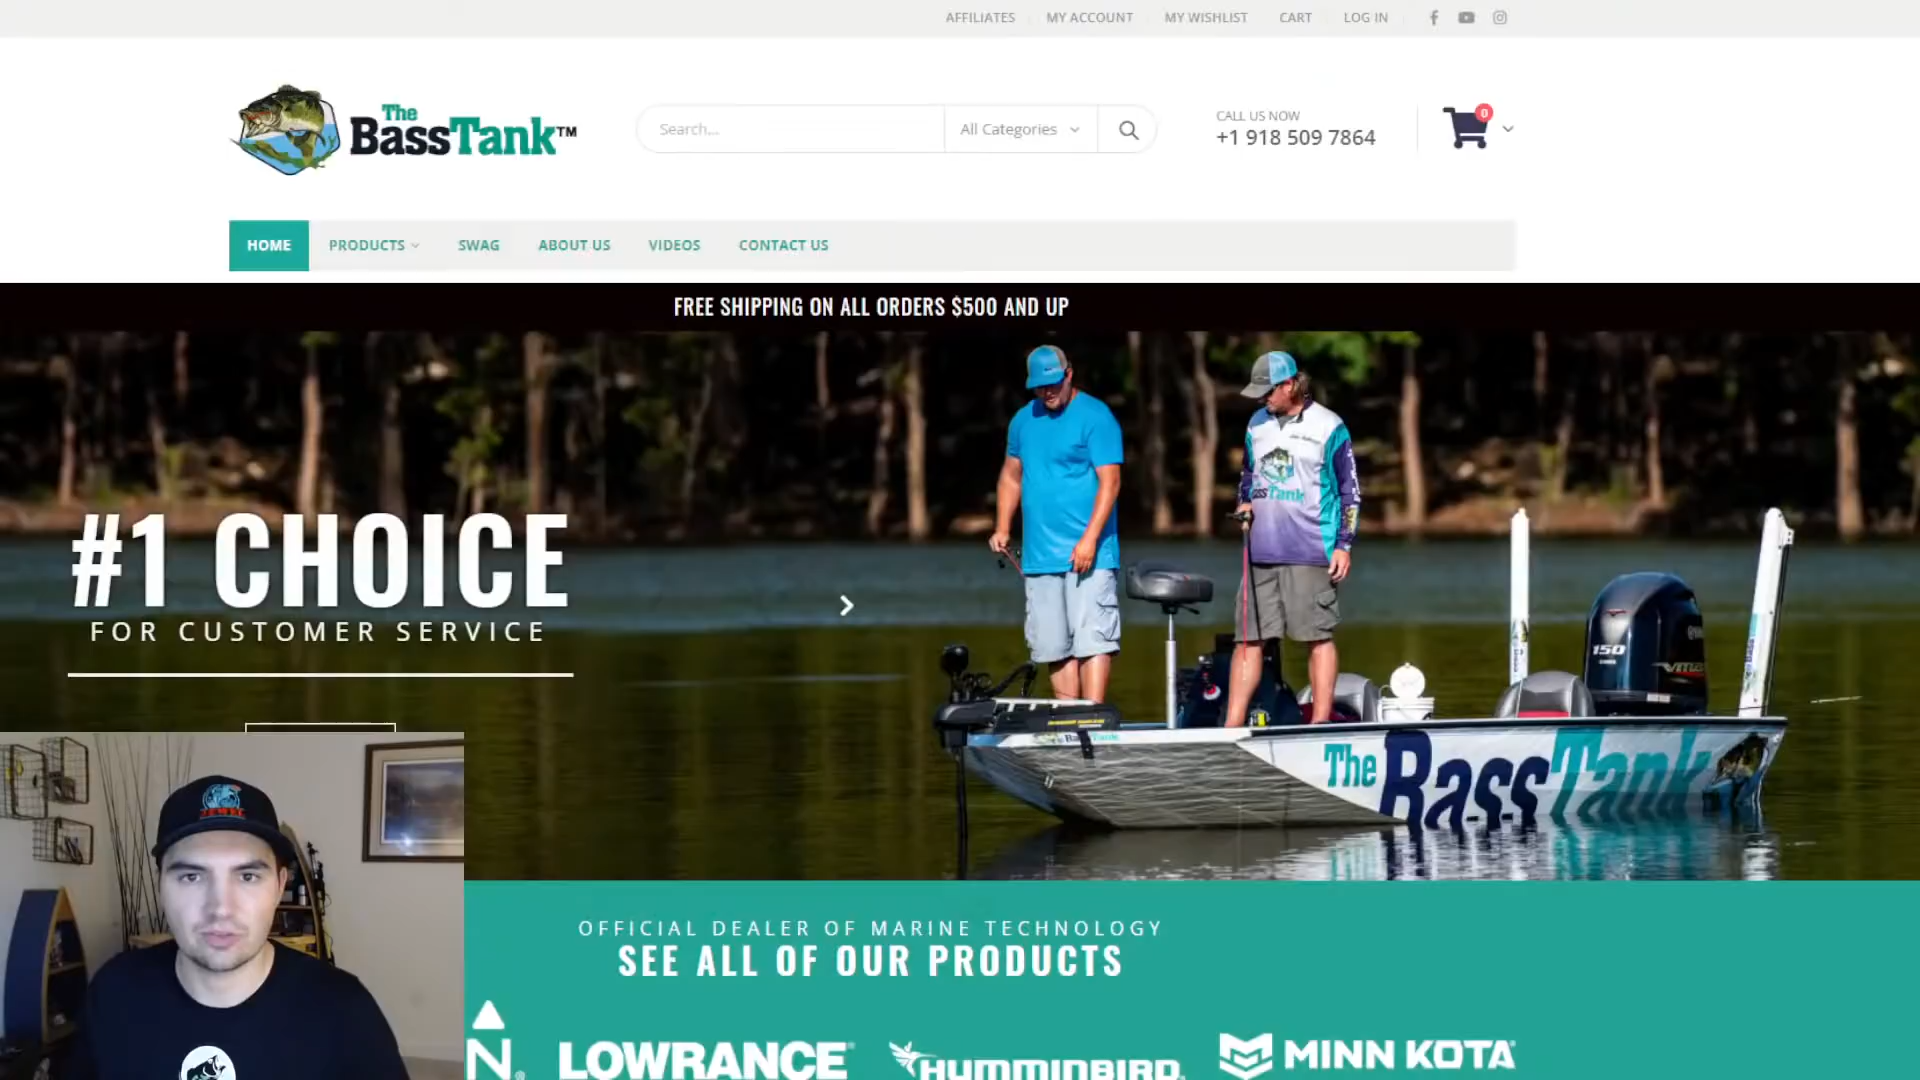 AFFILIATES
MY ACCOUNT
MY WISHLIST
CART
LOG IN
The
BassTank™
Search...
All Categories
CALL US NOW
+1 918 509 7864
0
HOME
PRODUCTS
SWAG
ABOUT US
VIDEOS
CONTACT US
FREE SHIPPING ON ALL ORDERS $500 AND UP
#1 CHOICE
FOR CUSTOMER SERVICE
BassTank
150
The BassTank
OFFICIAL DEALER OF MARINE TECHNOLOGY
SEE ALL OF OUR PRODUCTS
LOWRANCE
HUMMINBIRD
MINN KOTA